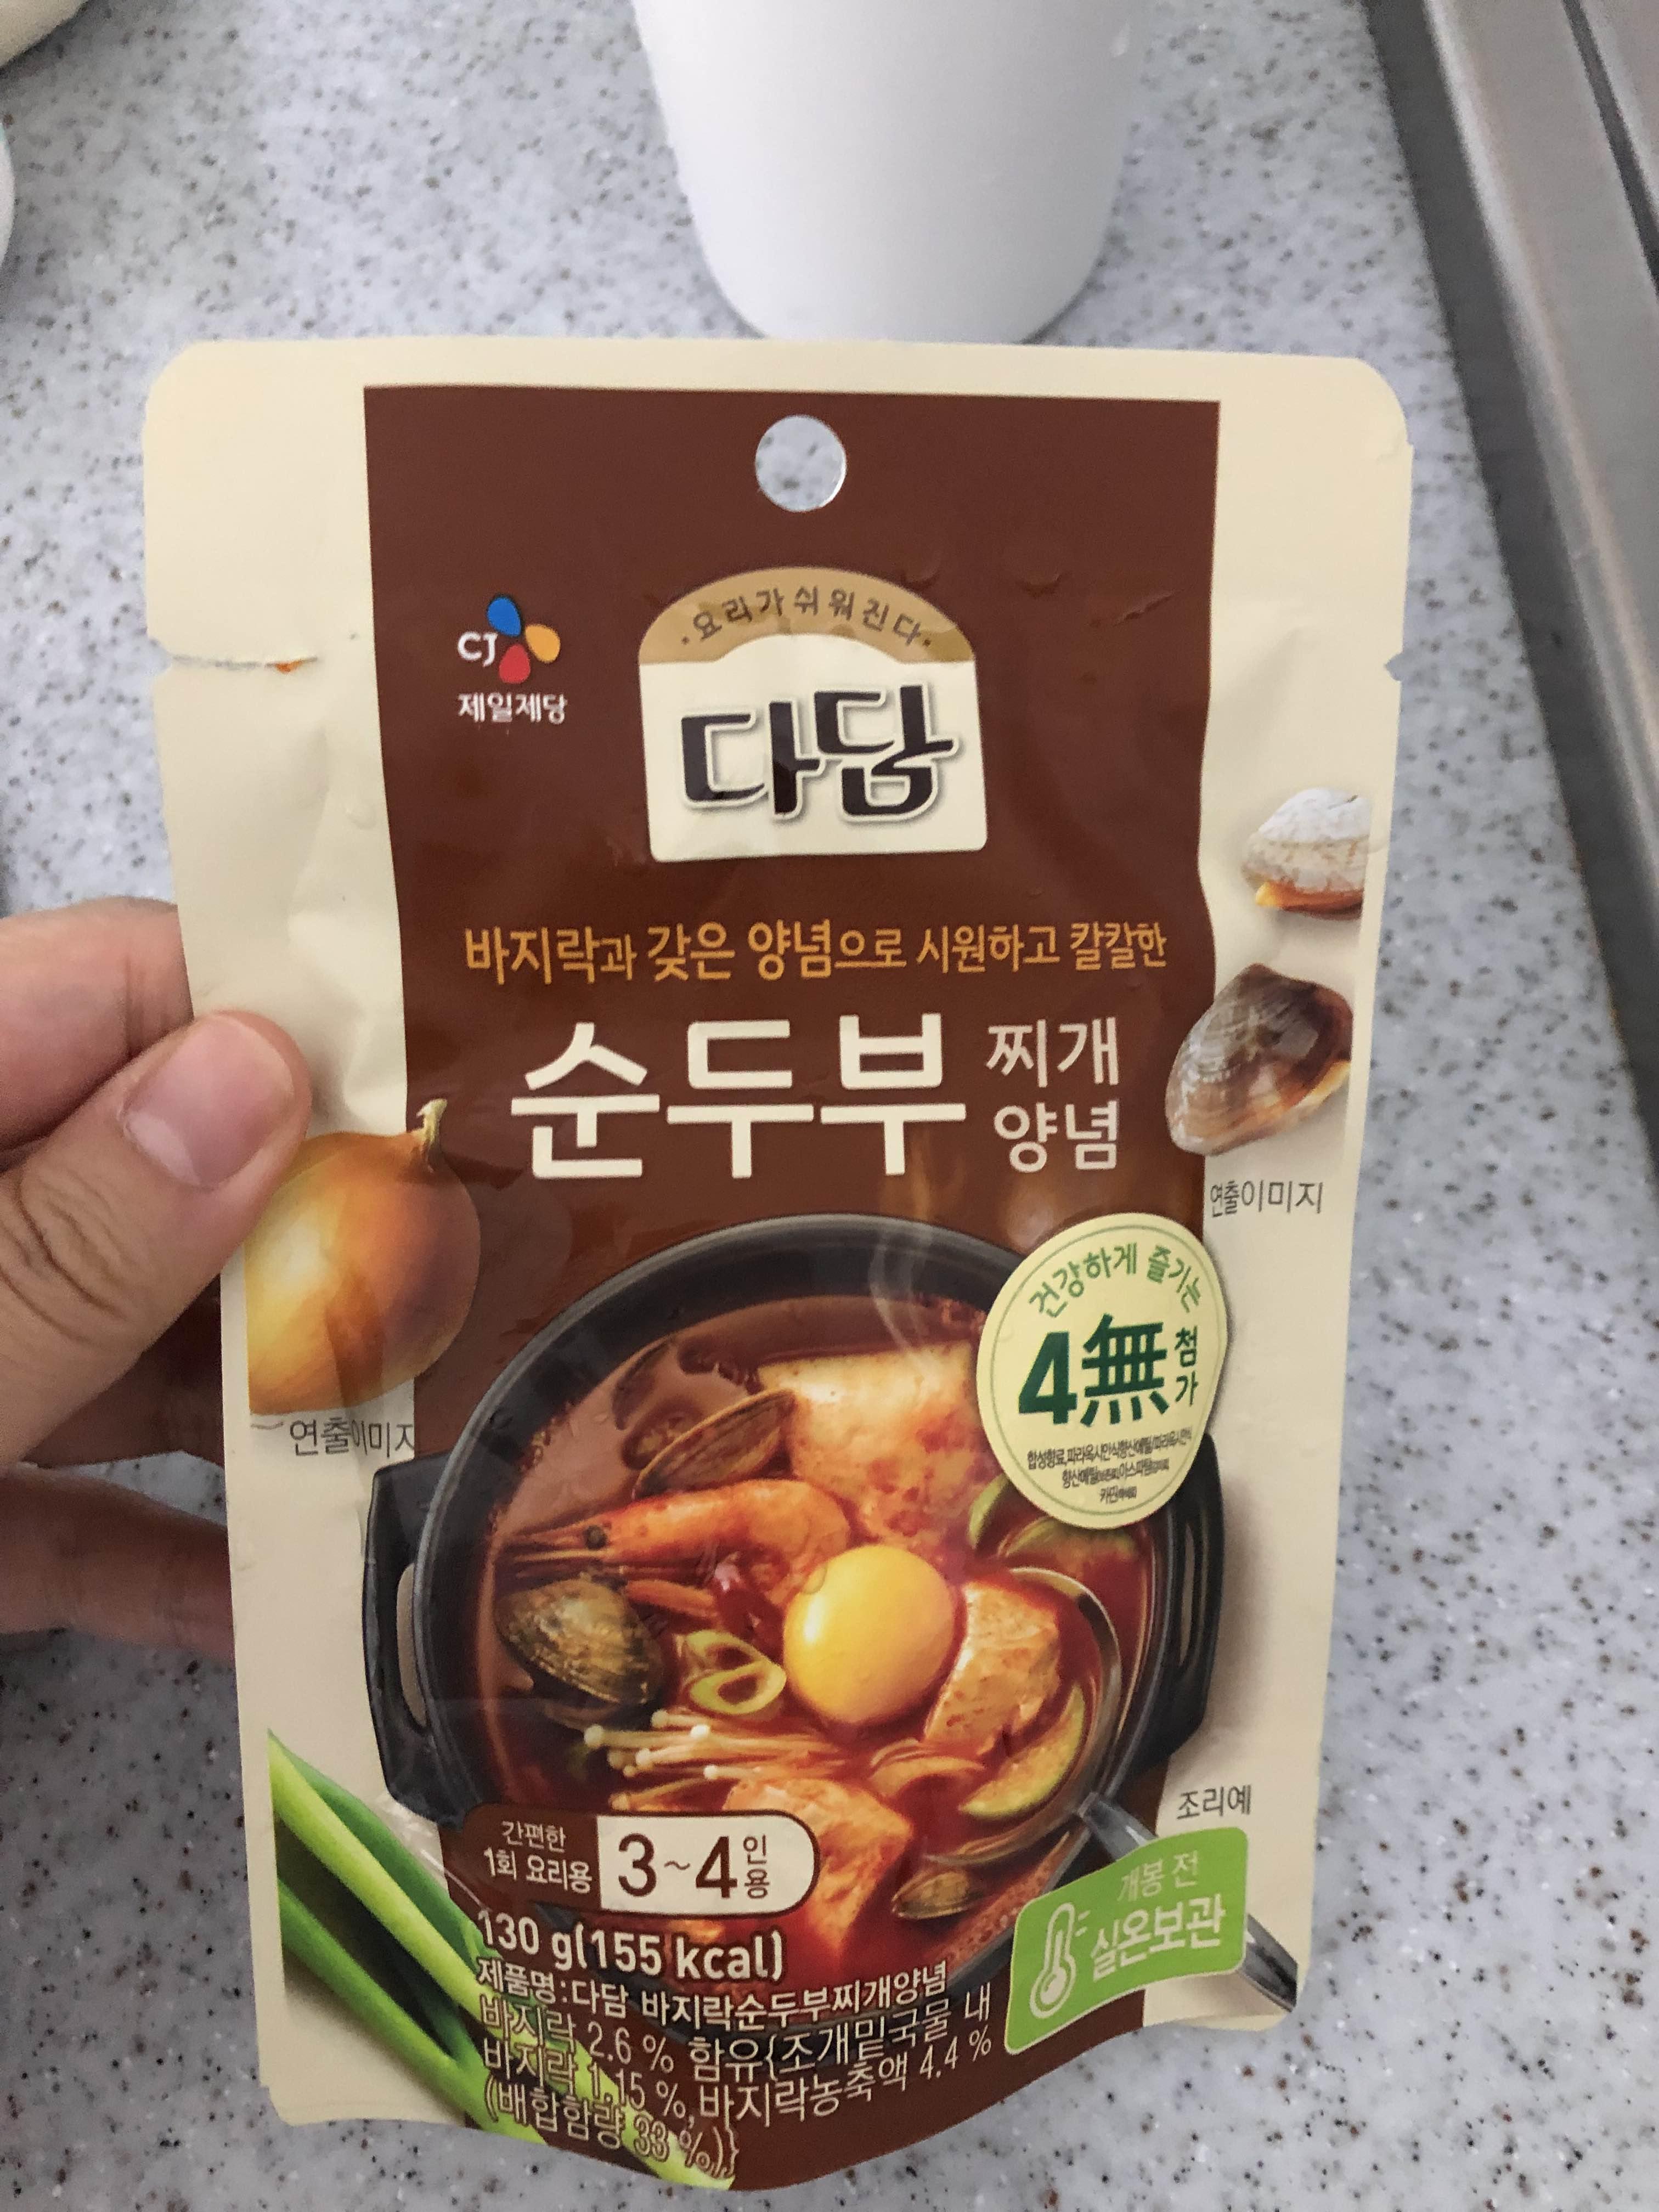 ·요리가 쉬워진다·
CJ
제일제당
다담
바지락과 갖은 양념으로 시원하고 칼칼한
순두부 찌개
양념
연출이미지
건강하게 즐기는
4無 첨가
연출이미지
조리예
간편한
1회 요리용
3~4인용
개봉 전
실온보관
130 g(155 kcal)
제품명:다담 바지락순두부찌개양념
바지락 2.6 % 함유{조개밑국물 내
바지락 1.15 %, 바지락농축액 4.4 %
(배합함량 33 %)}